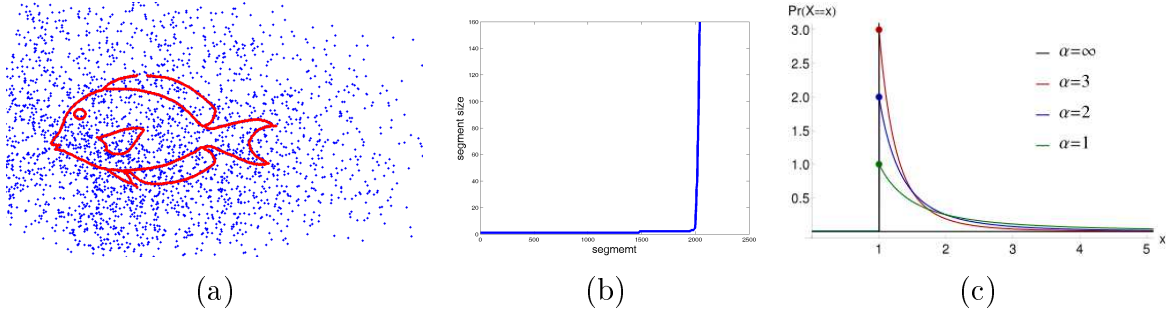 160
140
120
100
80
60
40
20
0
segment size
0 500 1000 1500 2000 2500
segmemt
Pr(X==x)
3.0
2.5
2.0
1.5
1.0
0.5
1 2 3 4 5 x
α=∞
α=3
α=2
α=1
(a) (b) (c)